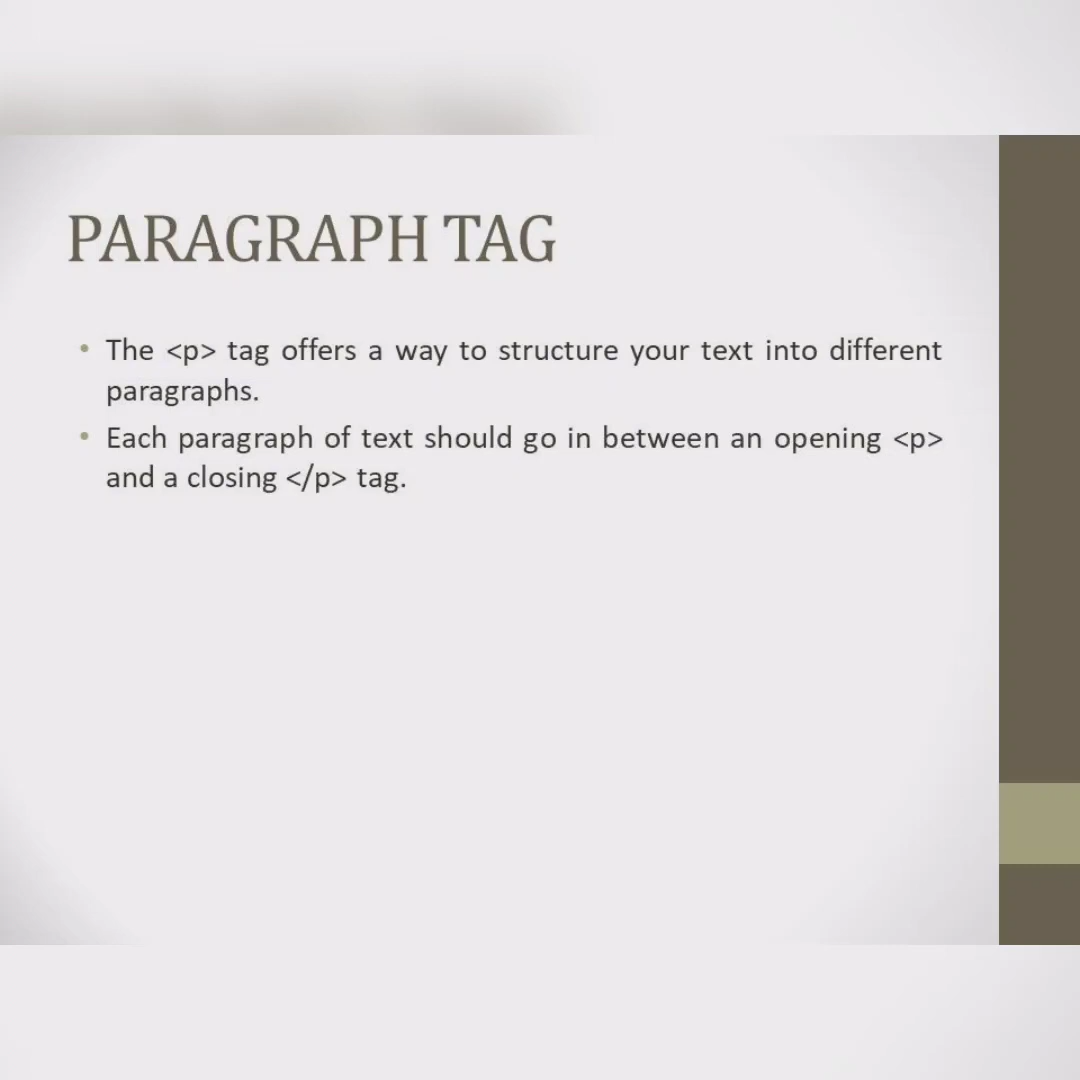 PARAGRAPH TAG
• The <p> tag offers a way to structure your text into different
paragraphs.
• Each paragraph of text should go in between an opening <p>
and a closing </p> tag.